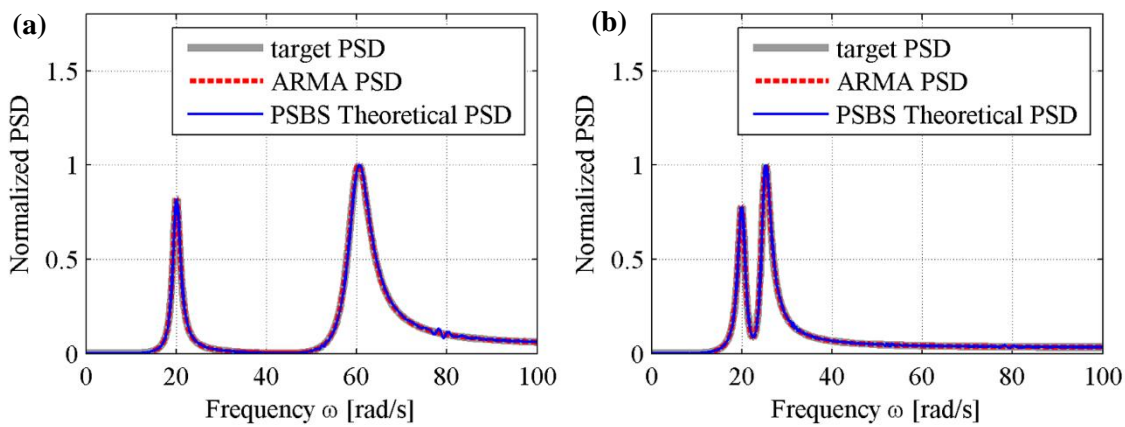 (a)
target PSD
ARMA PSD
PSBS Theoretical PSD
Normalized PSD
1.5
1
0.5
0
0 20 40 60 80 100
Frequency ω [rad/s]
(b)
target PSD
ARMA PSD
PSBS Theoretical PSD
Normalized PSD
1.5
1
0.5
0
0 20 40 60 80 100
Frequency ω [rad/s]